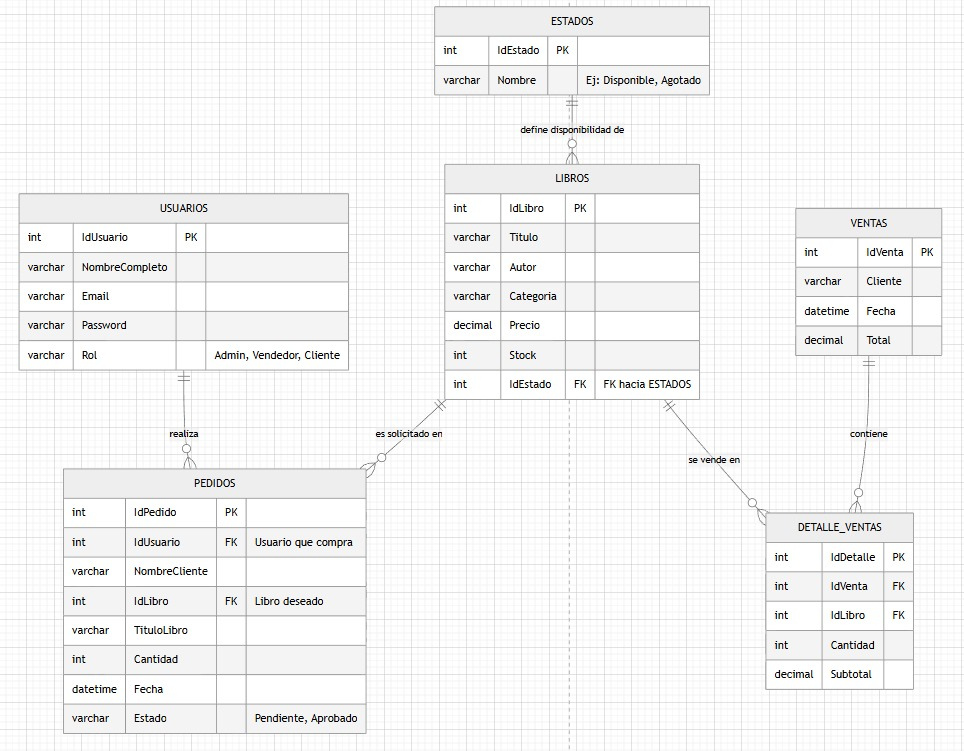 ESTADOS
int IdEstado PK
varchar Nombre Ej: Disponible, Agotado
define disponibilidad de
LIBROS
int IdLibro PK
varchar Titulo
varchar Autor
varchar Categoria
decimal Precio
int Stock
int IdEstado FK FK hacia ESTADOS
USUARIOS
int IdUsuario PK
varchar NombreCompleto
varchar Email
varchar Password
varchar Rol Admin, Vendedor, Cliente
VENTAS
int IdVenta PK
varchar Cliente
datetime Fecha
decimal Total
realiza
es solicitado en
se vende en
contiene
PEDIDOS
int IdPedido PK
int IdUsuario FK Usuario que compra
varchar NombreCliente
int IdLibro FK Libro deseado
varchar TituloLibro
int Cantidad
datetime Fecha
varchar Estado Pendiente, Aprobado
DETALLE_VENTAS
int IdDetalle PK
int IdVenta FK
int IdLibro FK
int Cantidad
decimal Subtotal